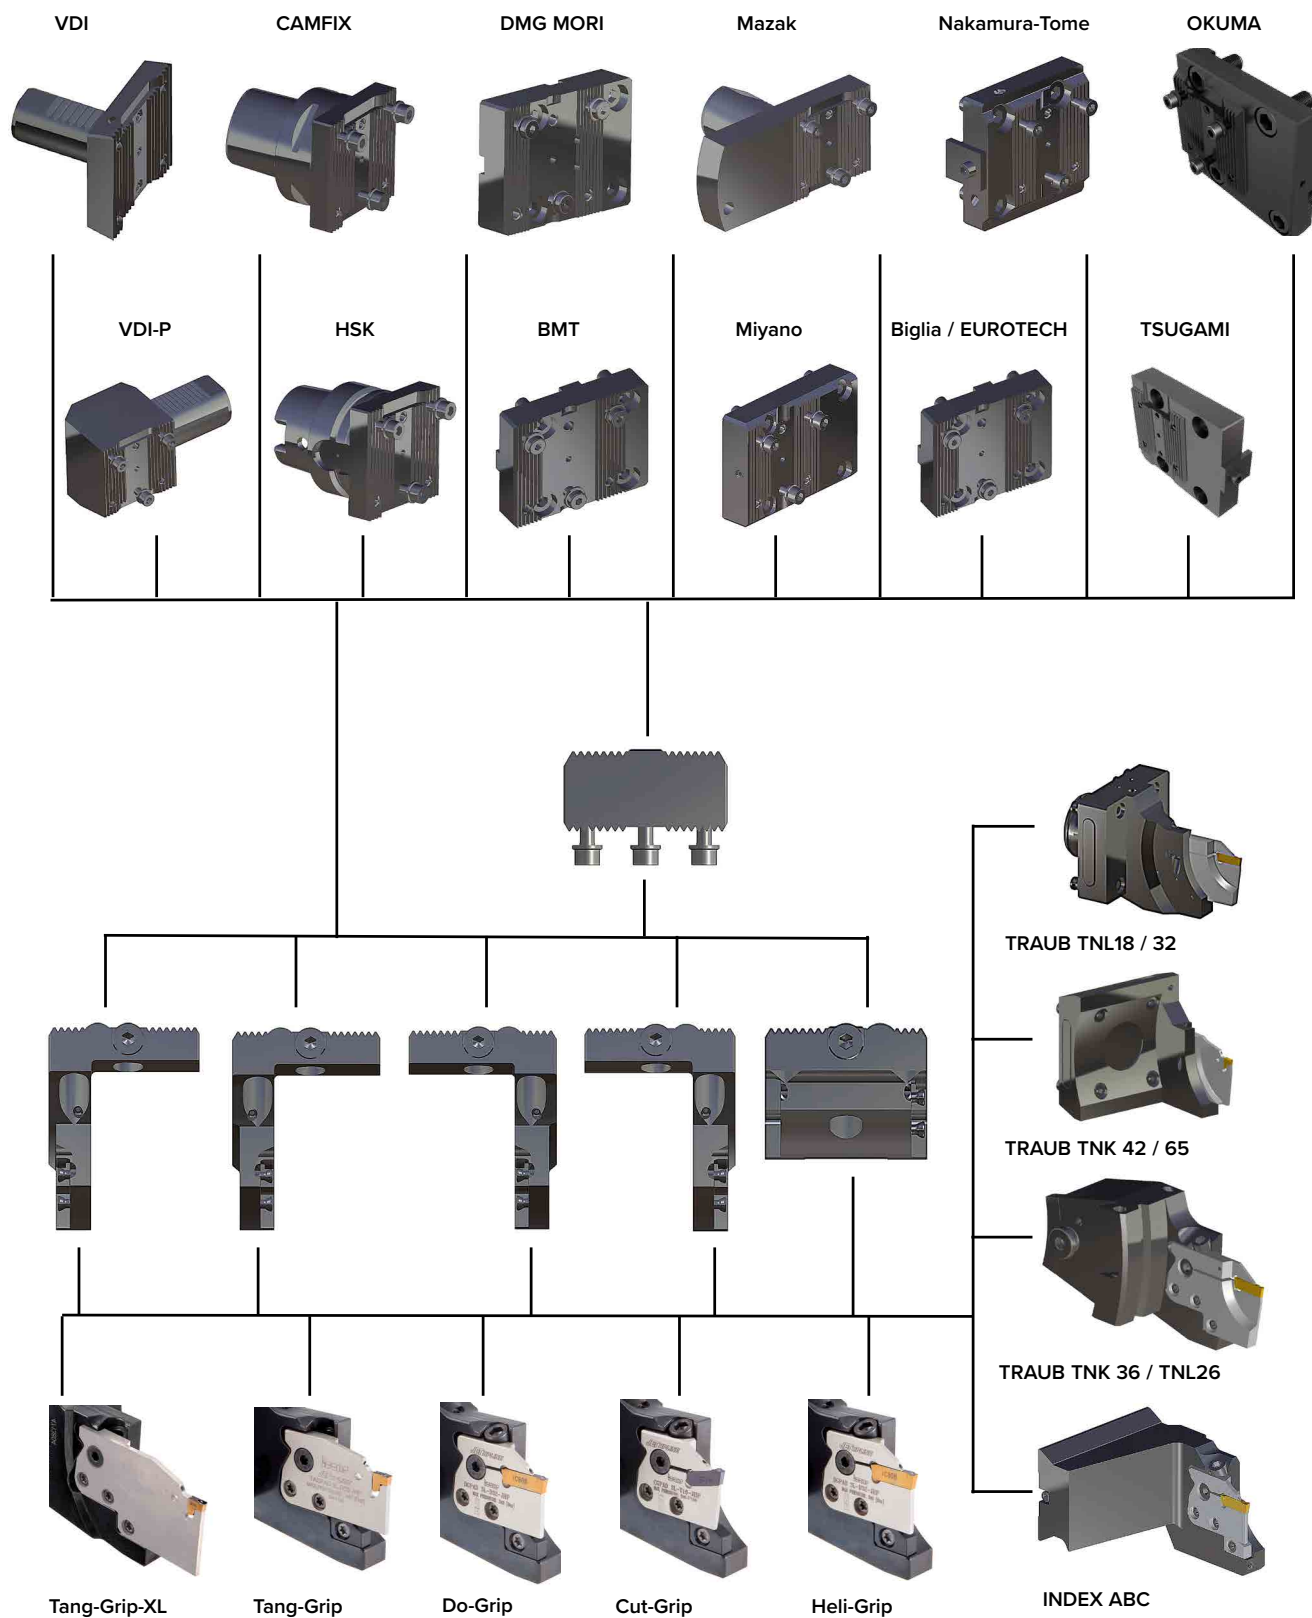 VDI
CAMFIX
DMG MORI
Mazak
Nakamura-Tome
OKUMA
VDI-P
HSK
BMT
Miyano
Biglia / EUROTECH
TSUGAMI
TRAUB TNL18 / 32
TRAUB TNK 42 / 65
TRAUB TNK 36 / TNL26
INDEX ABC
Tang-Grip-XL
Tang-Grip
Do-Grip
Cut-Grip
Heli-Grip